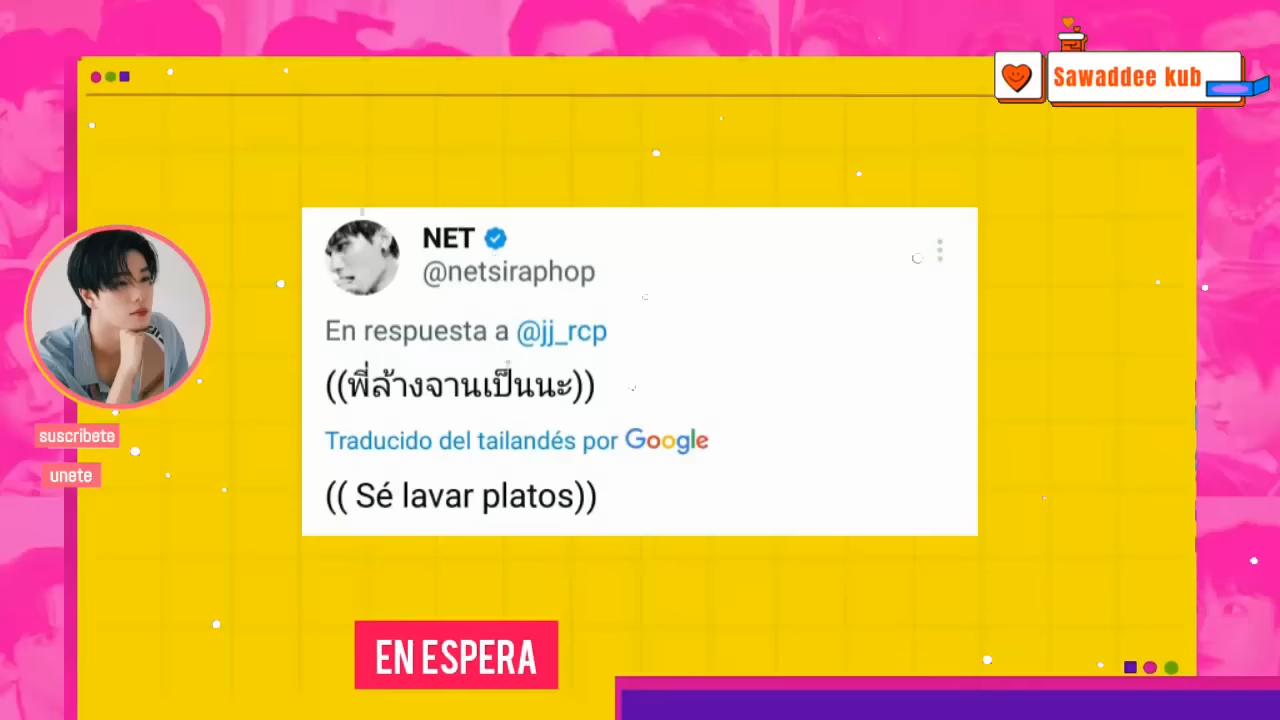 Sawaddee kub
NET
@netsiraphop
En respuesta a @jj_rcp
((พี่ล้างจานเป็นนะ))
Traducido del tailandés por Google
(( Sé lavar platos))
suscribete
unete
EN ESPERA